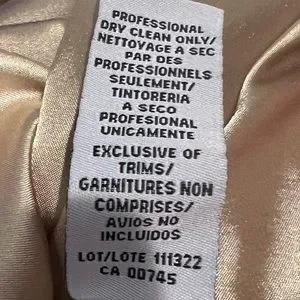 PROFESSIONAL
DRY CLEAN ONLY/
NETTOYAGE A SEC
PAR DES
PROFESSIONNELS
SEULEMENT/
TINTORERIA
A SECO
PROFESIONAL
UNICAMENTE
EXCLUSIVE OF
TRIMS/
GARNITURES NON
COMPRISES/
AVIOS NO
INCLUIDOS
LOT/LOTE 111322
CA 00745